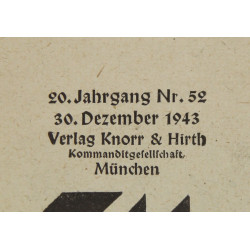 20. Jahrgang Nr. 52
30. Dezember 1943
Verlag Knorr & Hirth
Kommanditgesellschaft
München